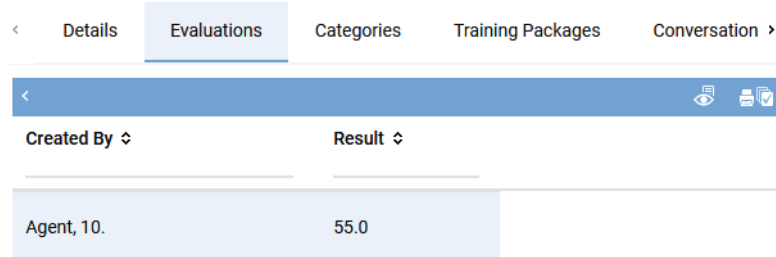 Details Evaluations Categories Training Packages Conversation
Created By Result
Agent, 10. 55.0